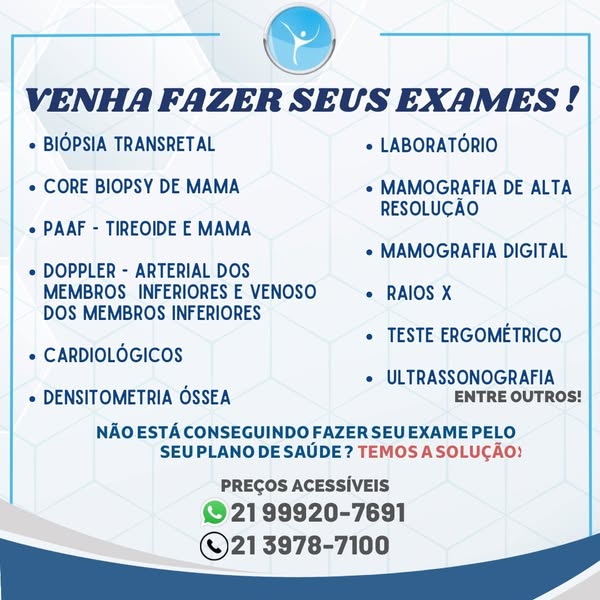 VENHA FAZER SEUS EXAMES !
• BIÓPSIA TRANSRETAL
• CORE BIOPSY DE MAMA
• PAAF - TIREOIDE E MAMA
• DOPPLER - ARTERIAL DOS
MEMBROS INFERIORES E VENOSO
DOS MEMBROS INFERIORES
• CARDIOLÓGICOS
• DENSITOMETRIA ÓSSEA
• LABORATÓRIO
• MAMOGRAFIA DE ALTA
RESOLUÇÃO
• MAMOGRAFIA DIGITAL
• RAIOS X
• TESTE ERGOMÉTRICO
• ULTRASSONOGRAFIA
ENTRE OUTROS!
NÃO ESTÁ CONSEGUINDO FAZER SEU EXAME PELO
SEU PLANO DE SAÚDE ? TEMOS A SOLUÇÃO!
PREÇOS ACESSÍVEIS
21 99920-7691
21 3978-7100